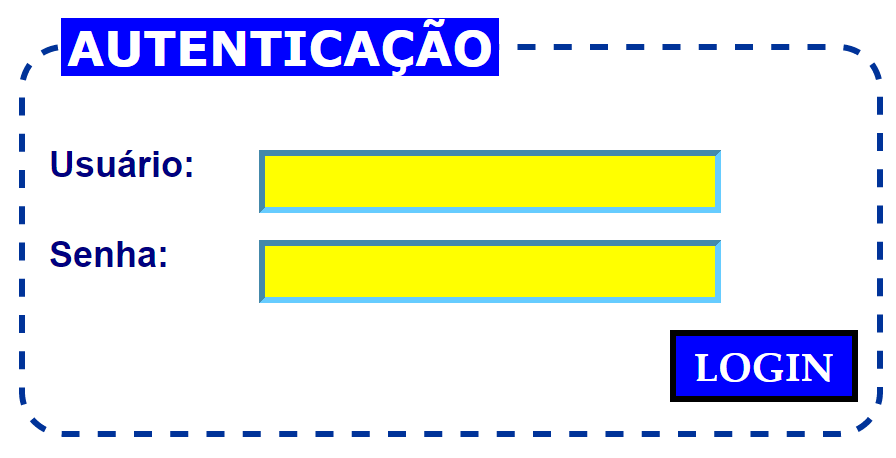 AUTENTICAÇÃO
Usuário:
Senha:
LOGIN